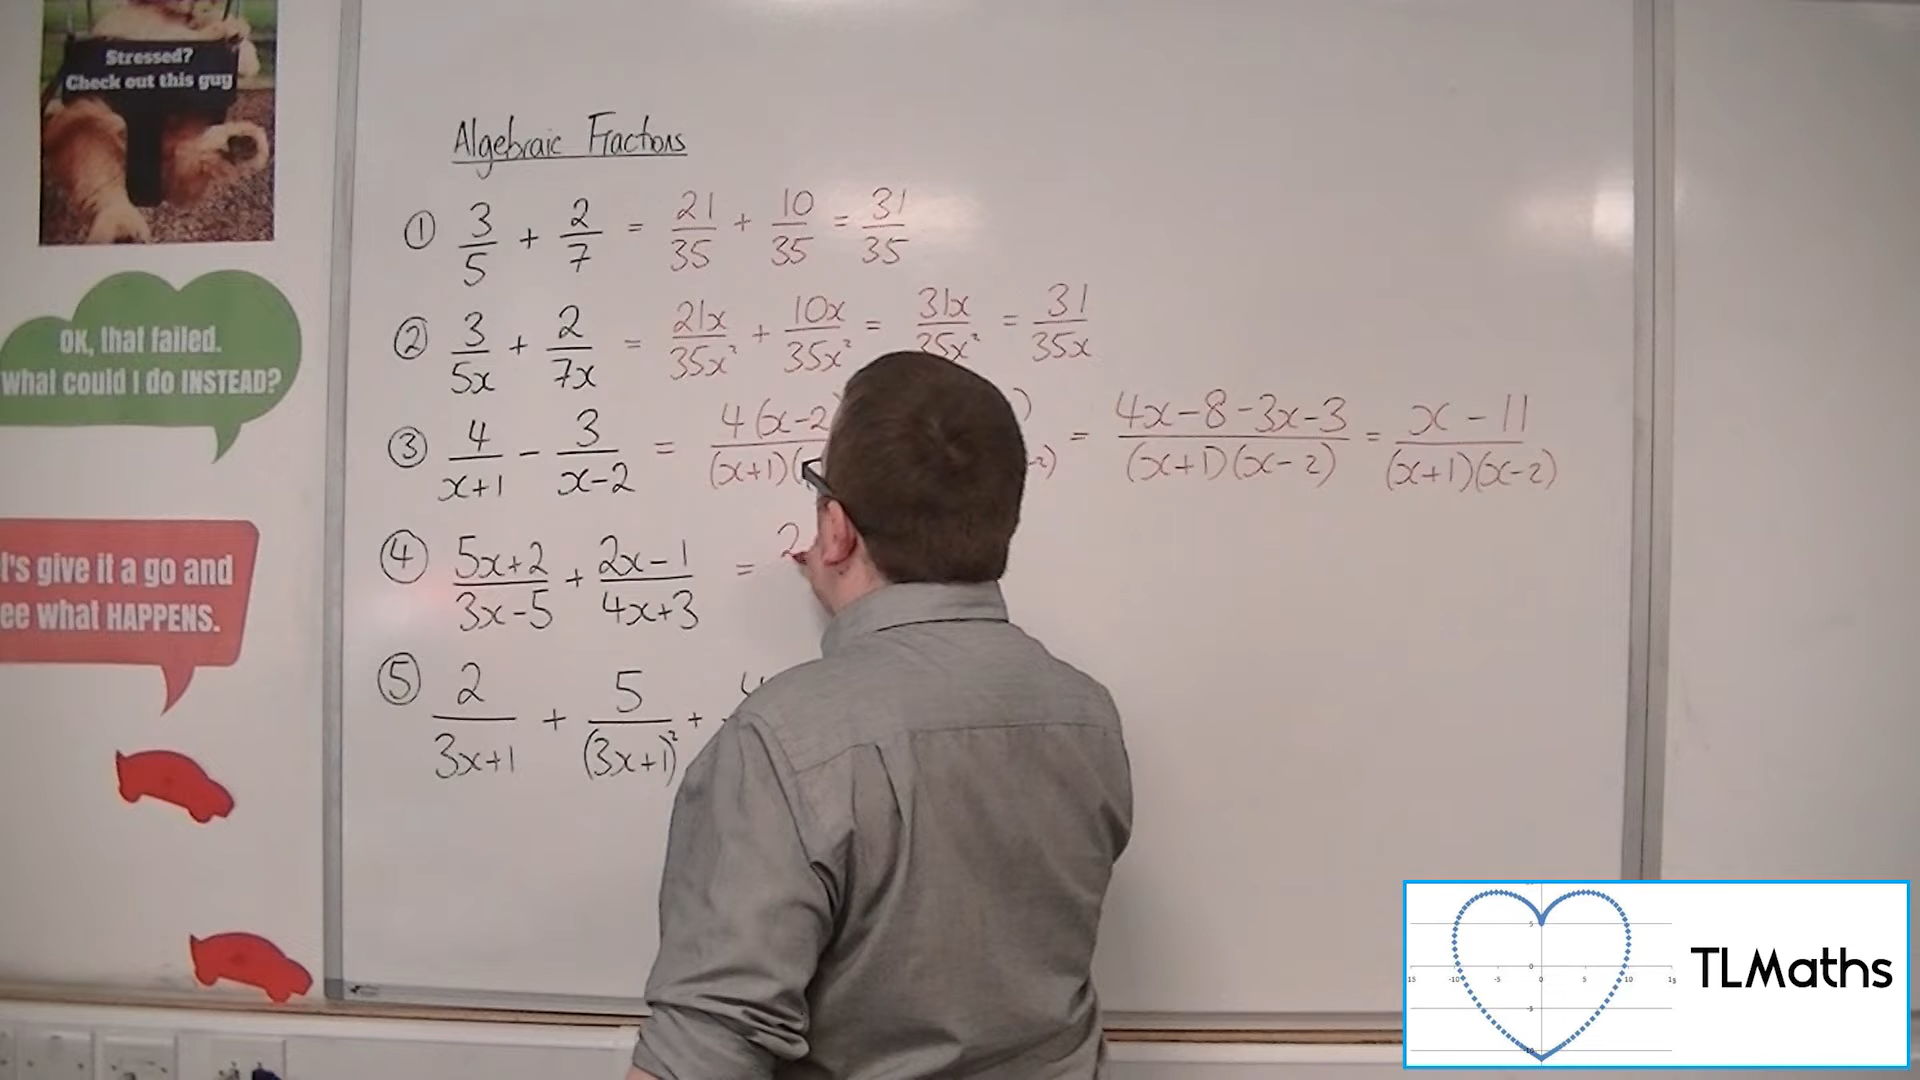 Stressed?
Check out this guy
OK, that failed.
What could I do INSTEAD?
t's give it a go and
ee what HAPPENS.
Algebraic Fractions
① 3/5 + 2/7 = 21/35 + 10/35 = 31/35
② 3/5x + 2/7x = 21x/35x² + 10x/35x² = 31x/35x² = 31/35x
③ 4/(x+1) - 3/(x-2) = 4(x-2 / (x+1)( ) / -2) = (4x-8-3x-3)/((x+1)(x-2)) = (x-11)/((x+1)(x-2))
④ (5x+2)/(3x-5) + (2x-1)/(4x+3) = 2
⑤ 2/(3x+1) + 5/(3x+1)² +
TLMaths